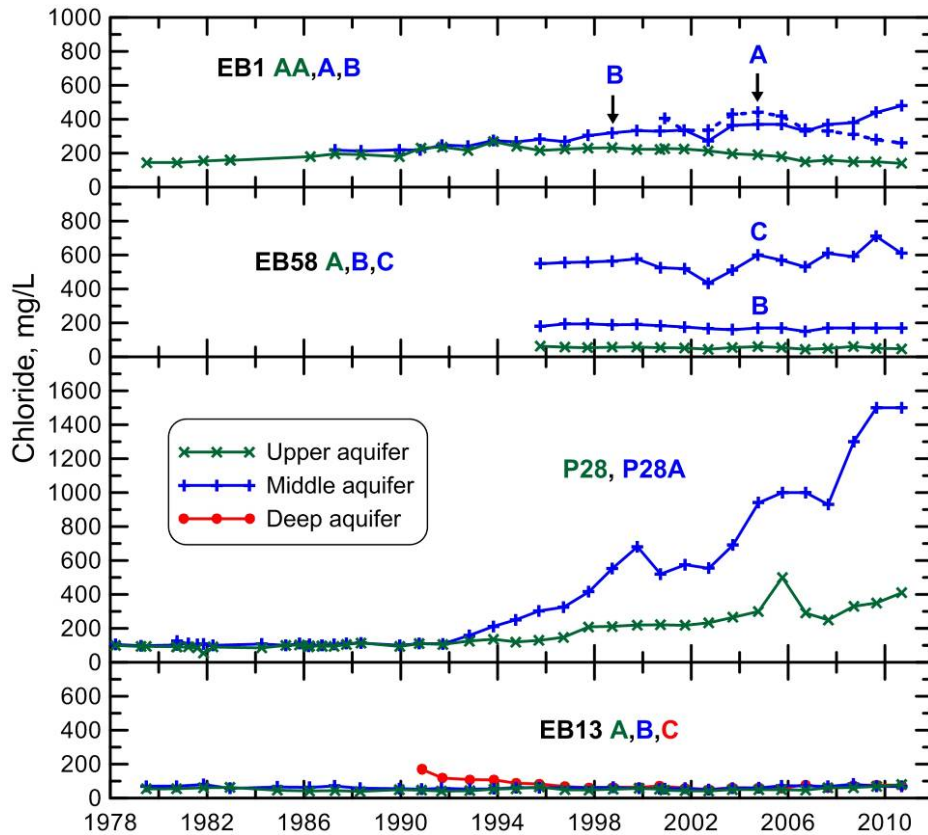 Chloride, mg/L
1000
800
600
400
200
0
EB1 AA,A,B
B
A
800
600
400
200
0
EB58 A,B,C
C
B
1600
1400
1200
1000
800
600
400
200
0
Upper aquifer
Middle aquifer
Deep aquifer
P28, P28A
600
400
200
0
EB13 A,B,C
1978 1982 1986 1990 1994 1998 2002 2006 2010